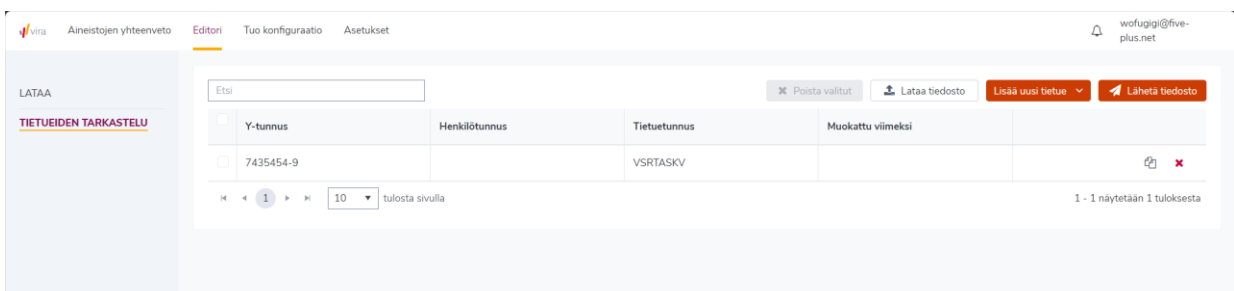 vira Aineistojen yhteenveto Editori Tuo konfiguraatio Asetukset wofugigi@five-plus.net
LATAA
TIETUEIDEN TARKASTELU
Etsi Poista valitut Lataa tiedosto Lisää uusi tietue Lähetä tiedosto
Y-tunnus Henkilötunnus Tietuetunnus Muokattu viimeksi
7435454-9 VSRTASKV
1 10 tulosta sivulla 1 - 1 näytetään 1 tuloksesta